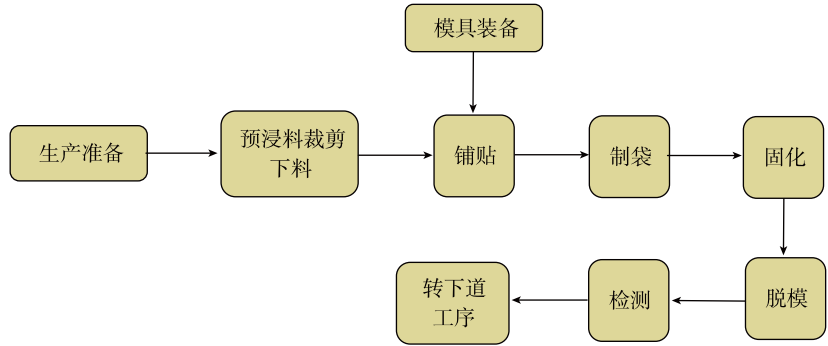 模具装备
生产准备
预浸料裁剪
下料
铺贴
制袋
固化
脱模
检测
转下道
工序